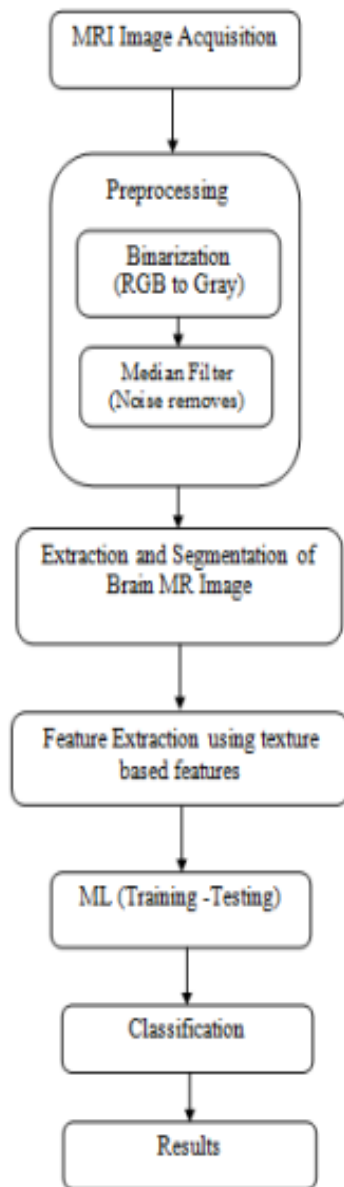 MRI Image Acquisition
Preprocessing
Binarization
(RGB to Gray)
Median Filter
(Noise removes)
Extraction and Segmentation of
Brain MR Image
Feature Extraction using texture
based features
ML (Training -Testing)
Classification
Results